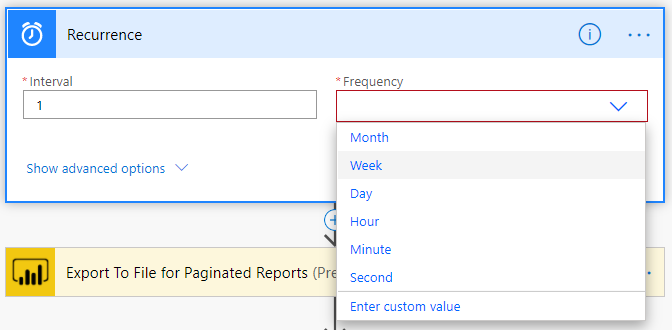 Recurrence
* Interval
* Frequency
1
Month
Week
Show advanced options
Day
Hour
Minute
Second
Export To File for Paginated Reports (Pre
Enter custom value